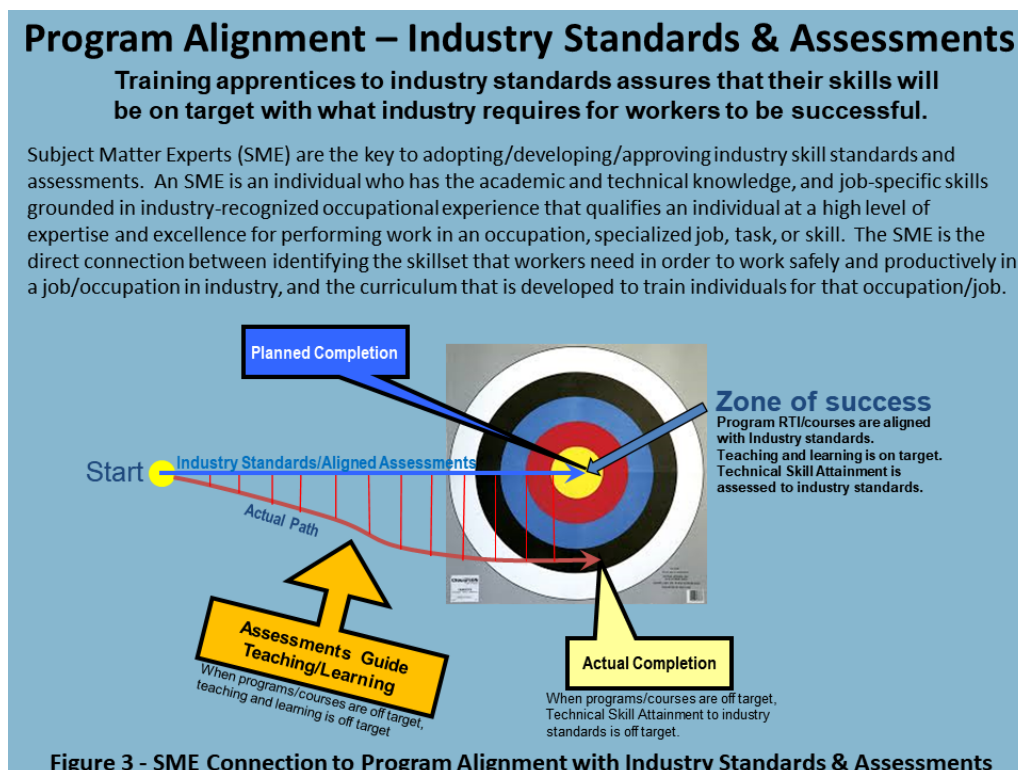 Program Alignment – Industry Standards & Assessments
Training apprentices to industry standards assures that their skills will
be on target with what industry requires for workers to be successful.
Subject Matter Experts (SME) are the key to adopting/developing/approving industry skill standards and
assessments. An SME is an individual who has the academic and technical knowledge, and job-specific skills
grounded in industry-recognized occupational experience that qualifies an individual at a high level of
expertise and excellence for performing work in an occupation, specialized job, task, or skill. The SME is the
direct connection between identifying the skillset that workers need in order to work safely and productively in
a job/occupation in industry, and the curriculum that is developed to train individuals for that occupation/job.
Planned Completion
Zone of success
Program RTI/courses are aligned
with Industry standards.
Teaching and learning is on target.
Technical Skill Attainment is
assessed to industry standards.
Start
Industry Standards/Aligned Assessments
Actual Path
Assessments Guide
Teaching/Learning
When programs/courses are off target,
teaching and learning is off target
Actual Completion
When programs/courses are off target,
Technical Skill Attainment to industry
standards is off target.
Figure 3 - SME Connection to Program Alignment with Industry Standards & Assessments